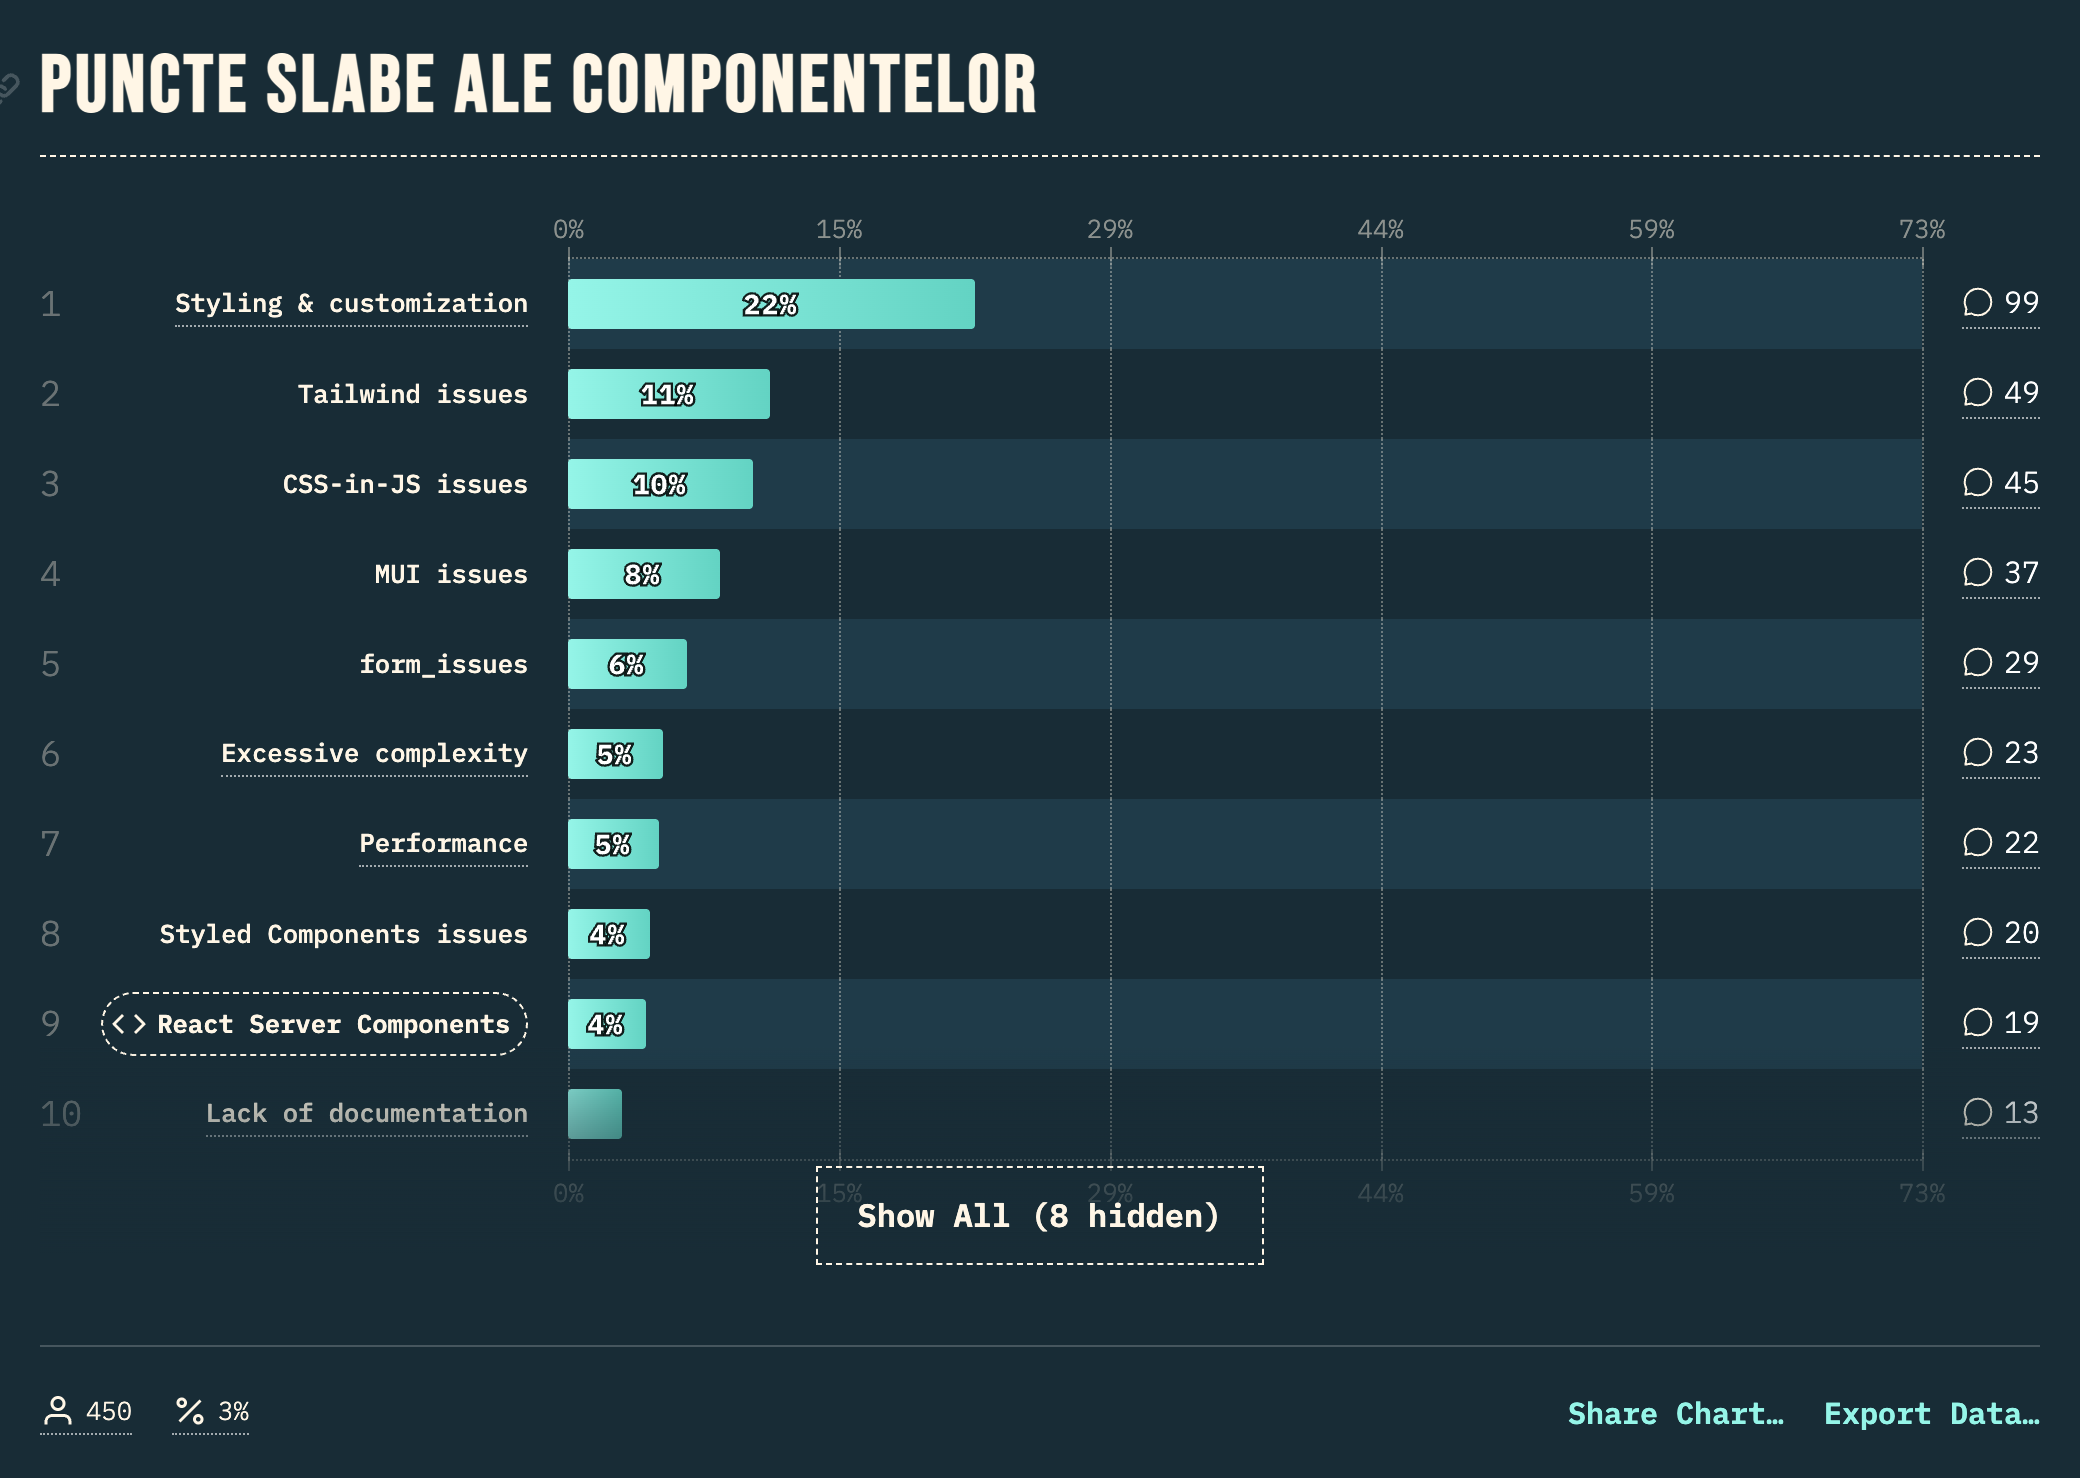 PUNCTE SLABE ALE COMPONENTELOR
0% 15% 29% 44% 59% 73%
1 Styling & customization 22% 99
2 Tailwind issues 11% 49
3 CSS-in-JS issues 10% 45
4 MUI issues 8% 37
5 form_issues 6% 29
6 Excessive complexity 5% 23
7 Performance 5% 22
8 Styled Components issues 4% 20
9 <> React Server Components 4% 19
10 Lack of documentation 13
0% 15% 29% 44% 59% 73%
Show All (8 hidden)
450 % 3% Share Chart… Export Data…